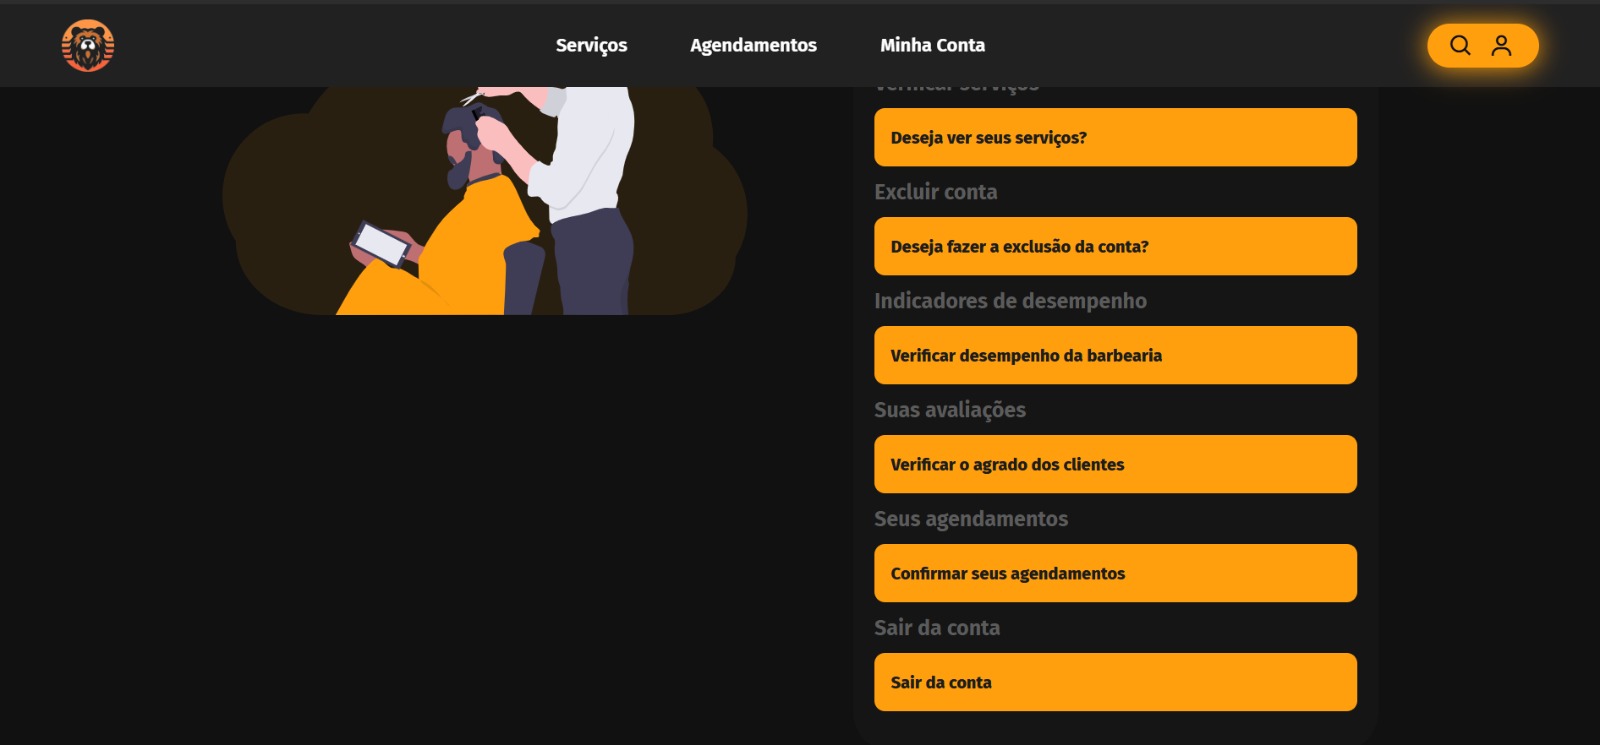 Serviços
Agendamentos
Minha Conta
Verificar serviços
Deseja ver seus serviços?
Excluir conta
Deseja fazer a exclusão da conta?
Indicadores de desempenho
Verificar desempenho da barbearia
Suas avaliações
Verificar o agrado dos clientes
Seus agendamentos
Confirmar seus agendamentos
Sair da conta
Sair da conta